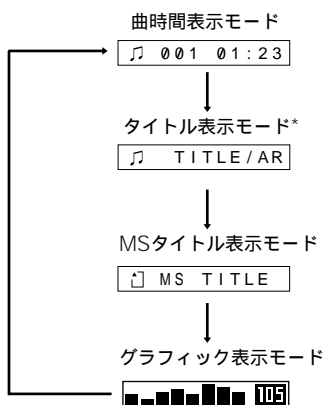 曲時間表示モード
♫ 001 01:23
タイトル表示モード*
♫ TITLE/AR
MSタイトル表示モード
MS TITLE
グラフィック表示モード
105